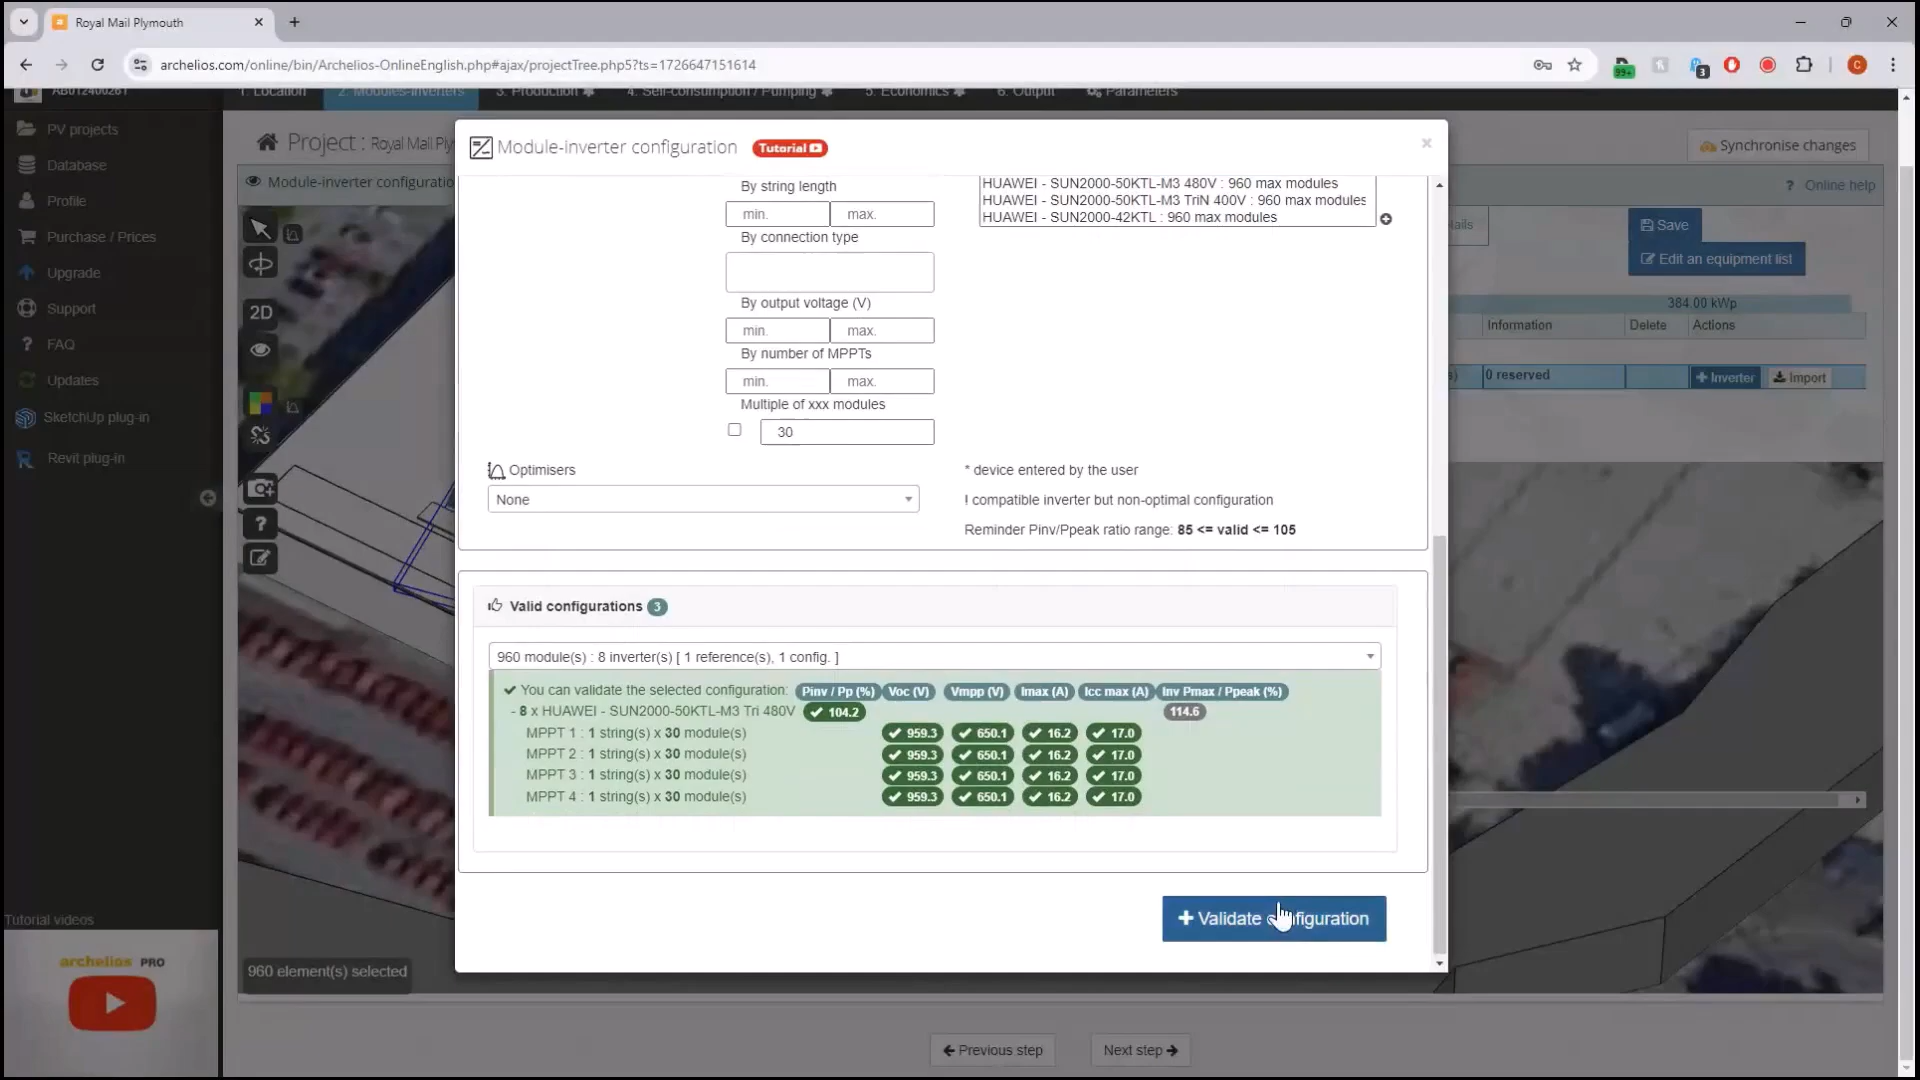 Royal Mail Plymouth
archelios.com/online/bin/Archelios-OnlineEnglish.php#ajax/projectTree.php5?ts=1726647151614
99+
3
C
AB012400261
1. Location
2. Modules-Inverters
3. Production
4. Self-consumption / Pumping
5. Economics
6. Output
Parameters
PV projects
Database
Profile
Purchase / Prices
Upgrade
Support
? FAQ
Updates
SketchUp plug-in
Revit plug-in
Tutorial videos
archelios PRO
Project : Royal Mail Ply
Synchronise changes
Module-inverter configuratio
? Online help
2D
?
960 element(s) selected
Save
Edit an equipment list
384.00 kWp
Information
Delete
Actions
0 reserved
+ Inverter
Import
Module-inverter configuration
Tutorial
×
By string length
min.
max.
By connection type
By output voltage (V)
min.
max.
By number of MPPTs
min.
max.
Multiple of xxx modules
30
HUAWEI - SUN2000-50KTL-M3 480V : 960 max modules
HUAWEI - SUN2000-50KTL-M3 TriN 400V : 960 max modules
HUAWEI - SUN2000-42KTL : 960 max modules
Optimisers
None
* device entered by the user
! compatible inverter but non-optimal configuration
Reminder Pinv/Ppeak ratio range: 85 <= valid <= 105
Valid configurations 3
960 module(s) : 8 inverter(s) [ 1 reference(s), 1 config. ]
You can validate the selected configuration: Pinv / Pp (%) Voc (V) Vmpp (V) Imax (A) Icc max (A) Inv Pmax / Ppeak (%)
- 8 x HUAWEI - SUN2000-50KTL-M3 Tri 480V 104.2 114.6
MPPT 1 : 1 string(s) x 30 module(s) 959.3 650.1 16.2 17.0
MPPT 2 : 1 string(s) x 30 module(s) 959.3 650.1 16.2 17.0
MPPT 3 : 1 string(s) x 30 module(s) 959.3 650.1 16.2 17.0
MPPT 4 : 1 string(s) x 30 module(s) 959.3 650.1 16.2 17.0
+ Validate configuration
Previous step
Next step